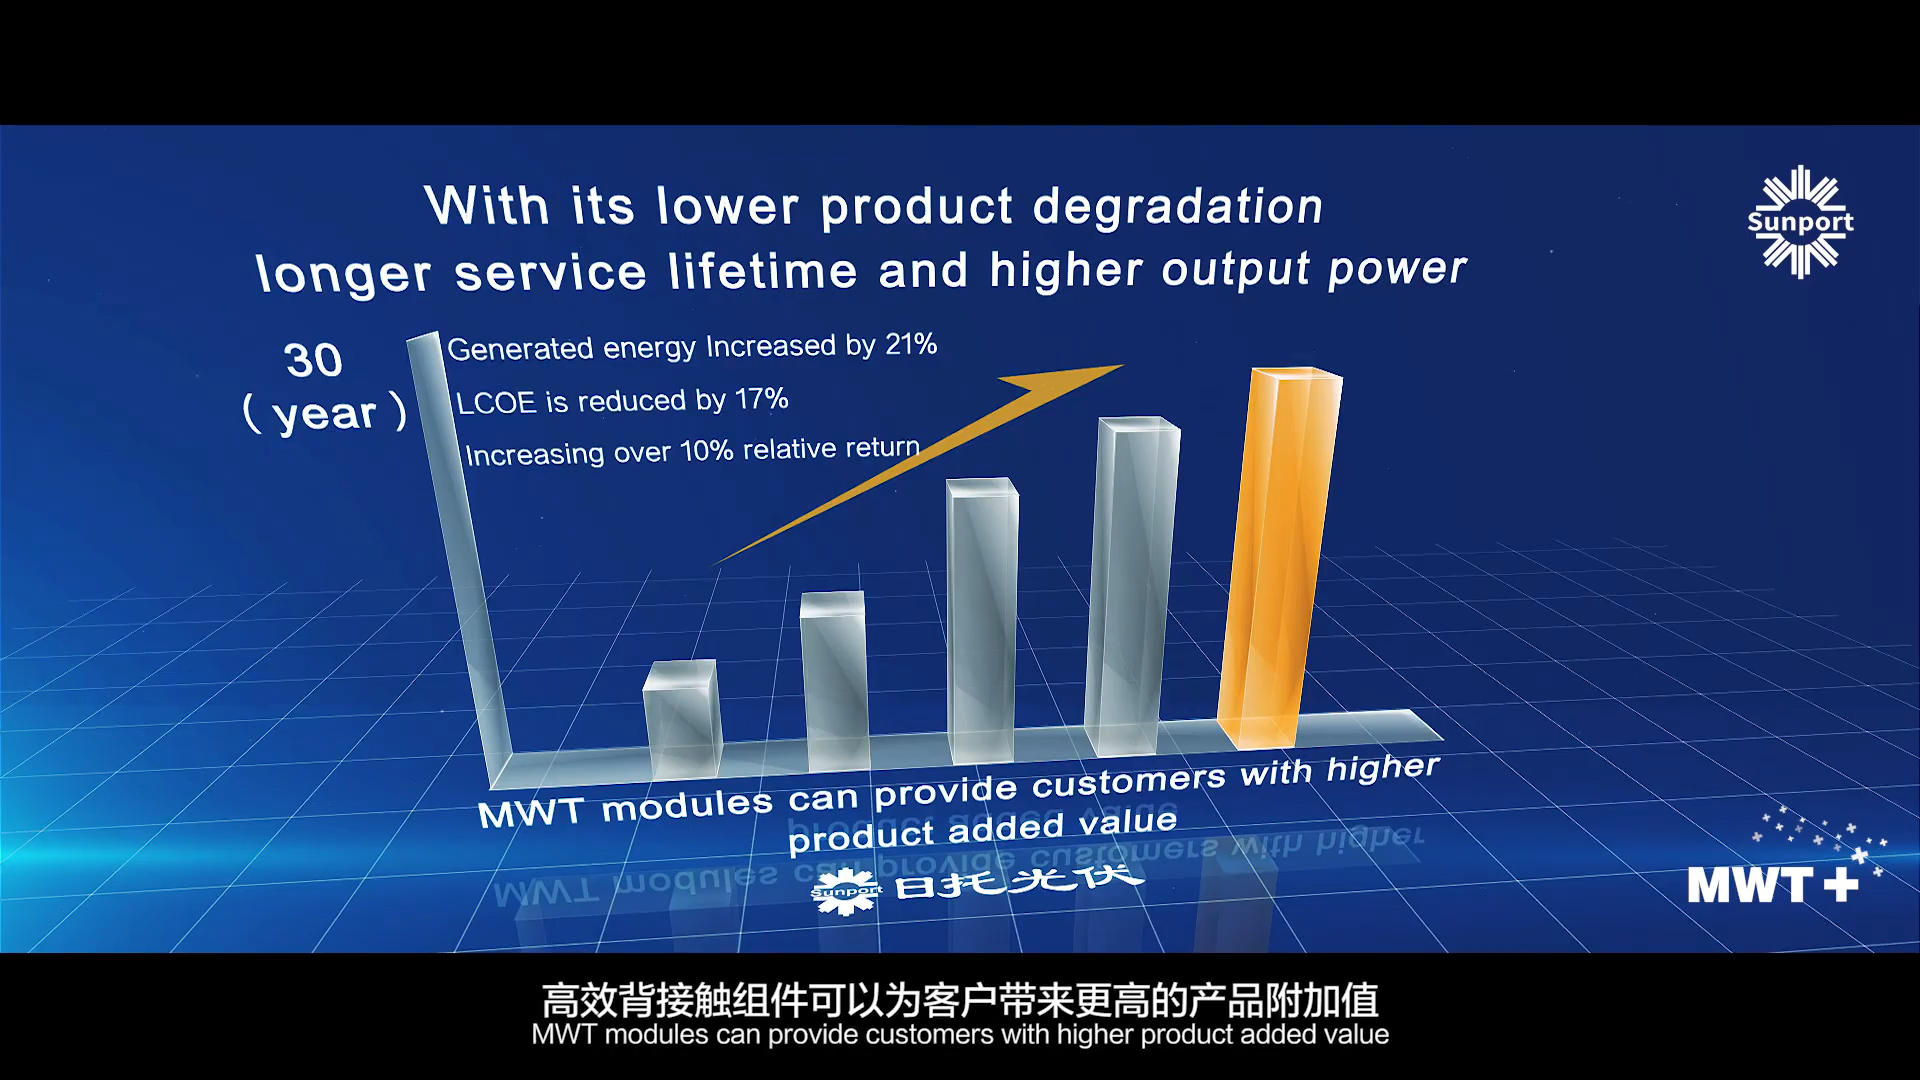 With its lower product degradation
longer service lifetime and higher output power
Sunport
30
(year)
Generated energy Increased by 21%
LCOE is reduced by 17%
Increasing over 10% relative return
MWT modules can provide customers with higher
product added value
Sunport 日托光伏
MWT+
高效背接触组件可以为客户带来更高的产品附加值
MWT modules can provide customers with higher product added value